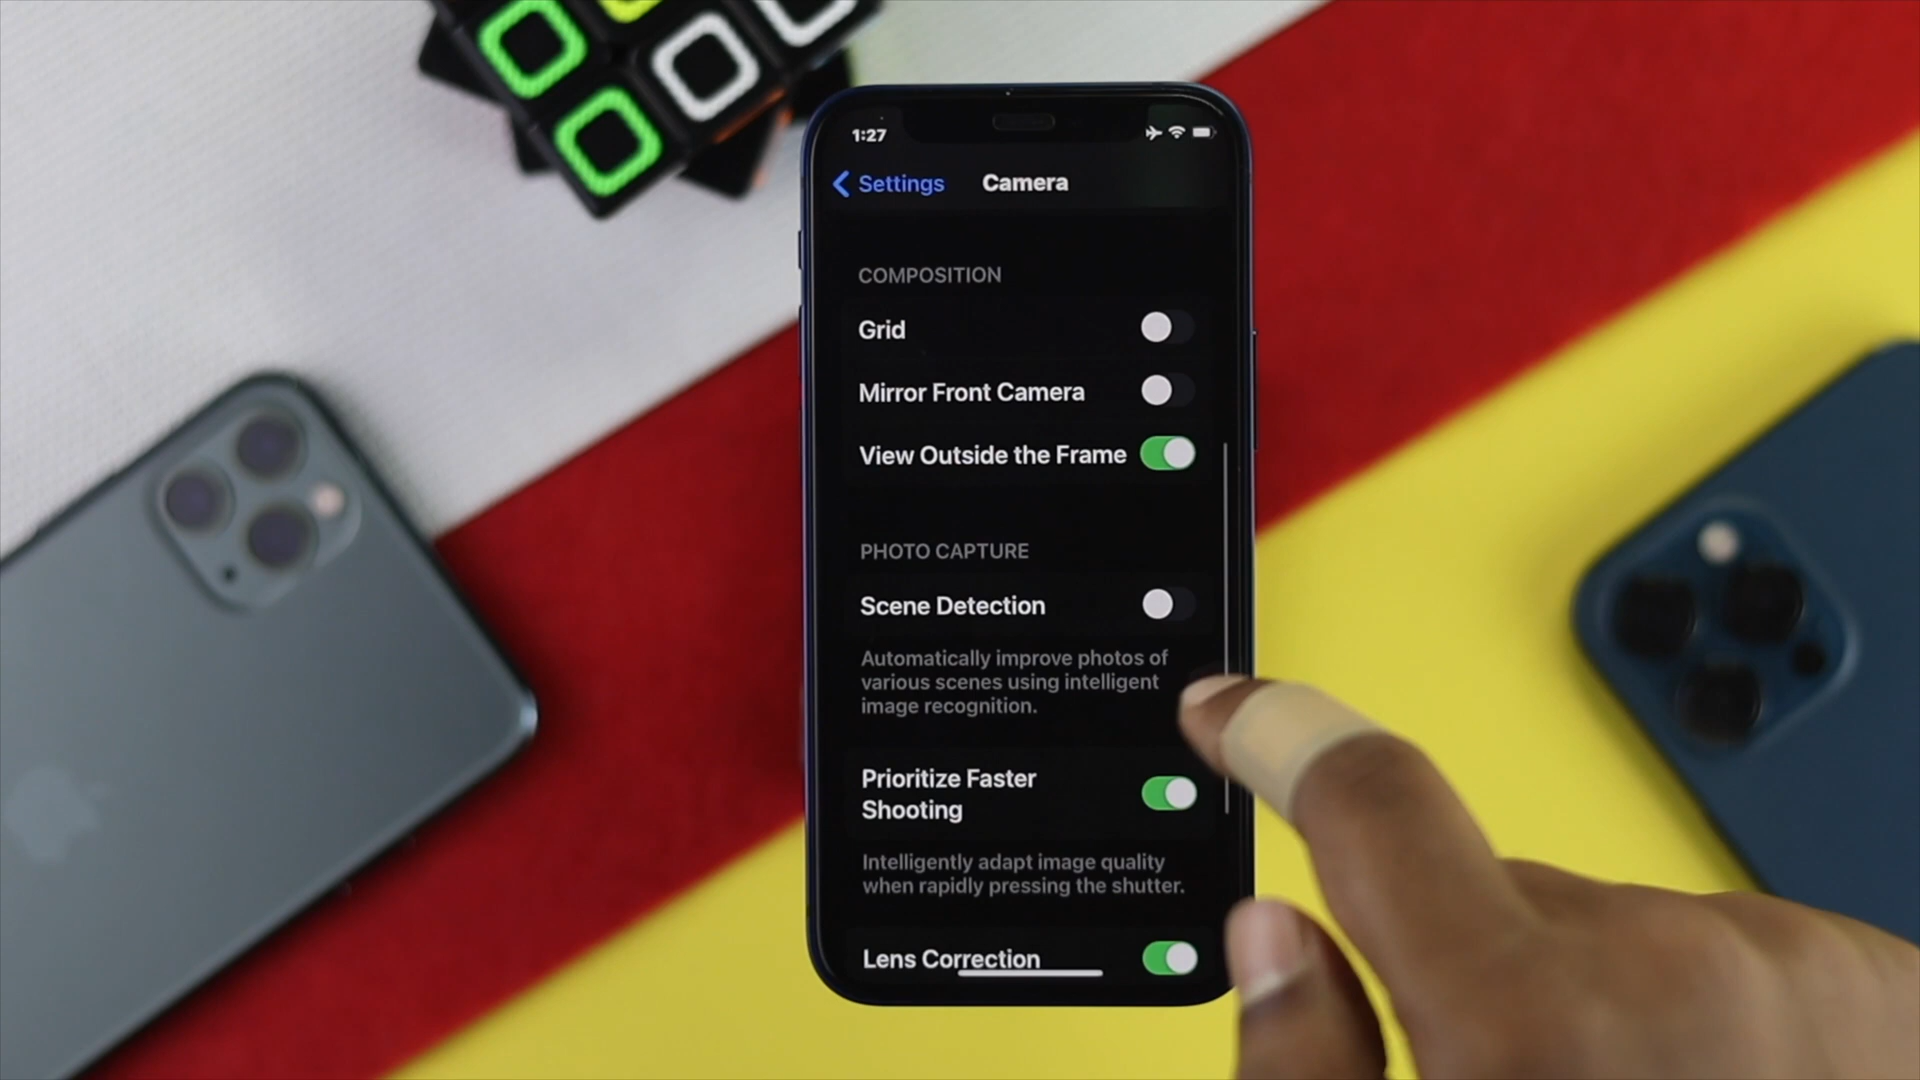 1:27
Settings
Camera
COMPOSITION
Grid
Mirror Front Camera
View Outside the Frame
PHOTO CAPTURE
Scene Detection
Automatically improve photos of
various scenes using intelligent
image recognition.
Prioritize Faster
Shooting
Intelligently adapt image quality
when rapidly pressing the shutter.
Lens Correction